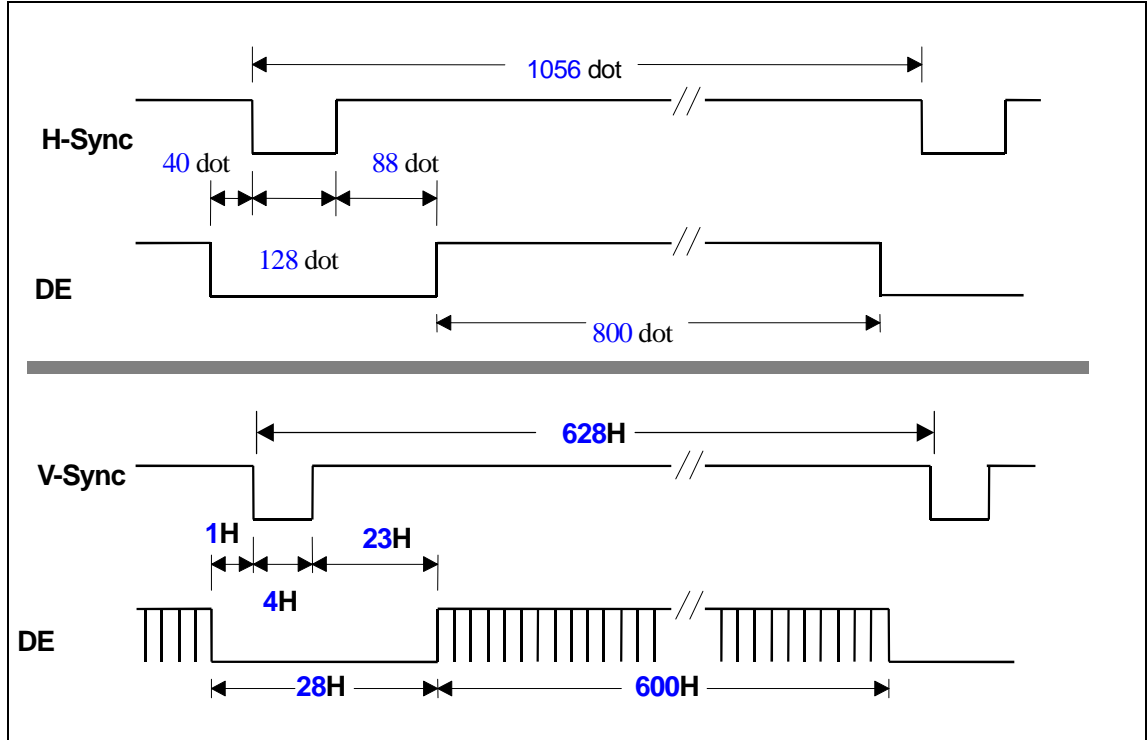 1056 dot
H-Sync
40 dot
88 dot
128 dot
DE
800 dot
628H
V-Sync
1H
23H
4H
DE
28H
600H